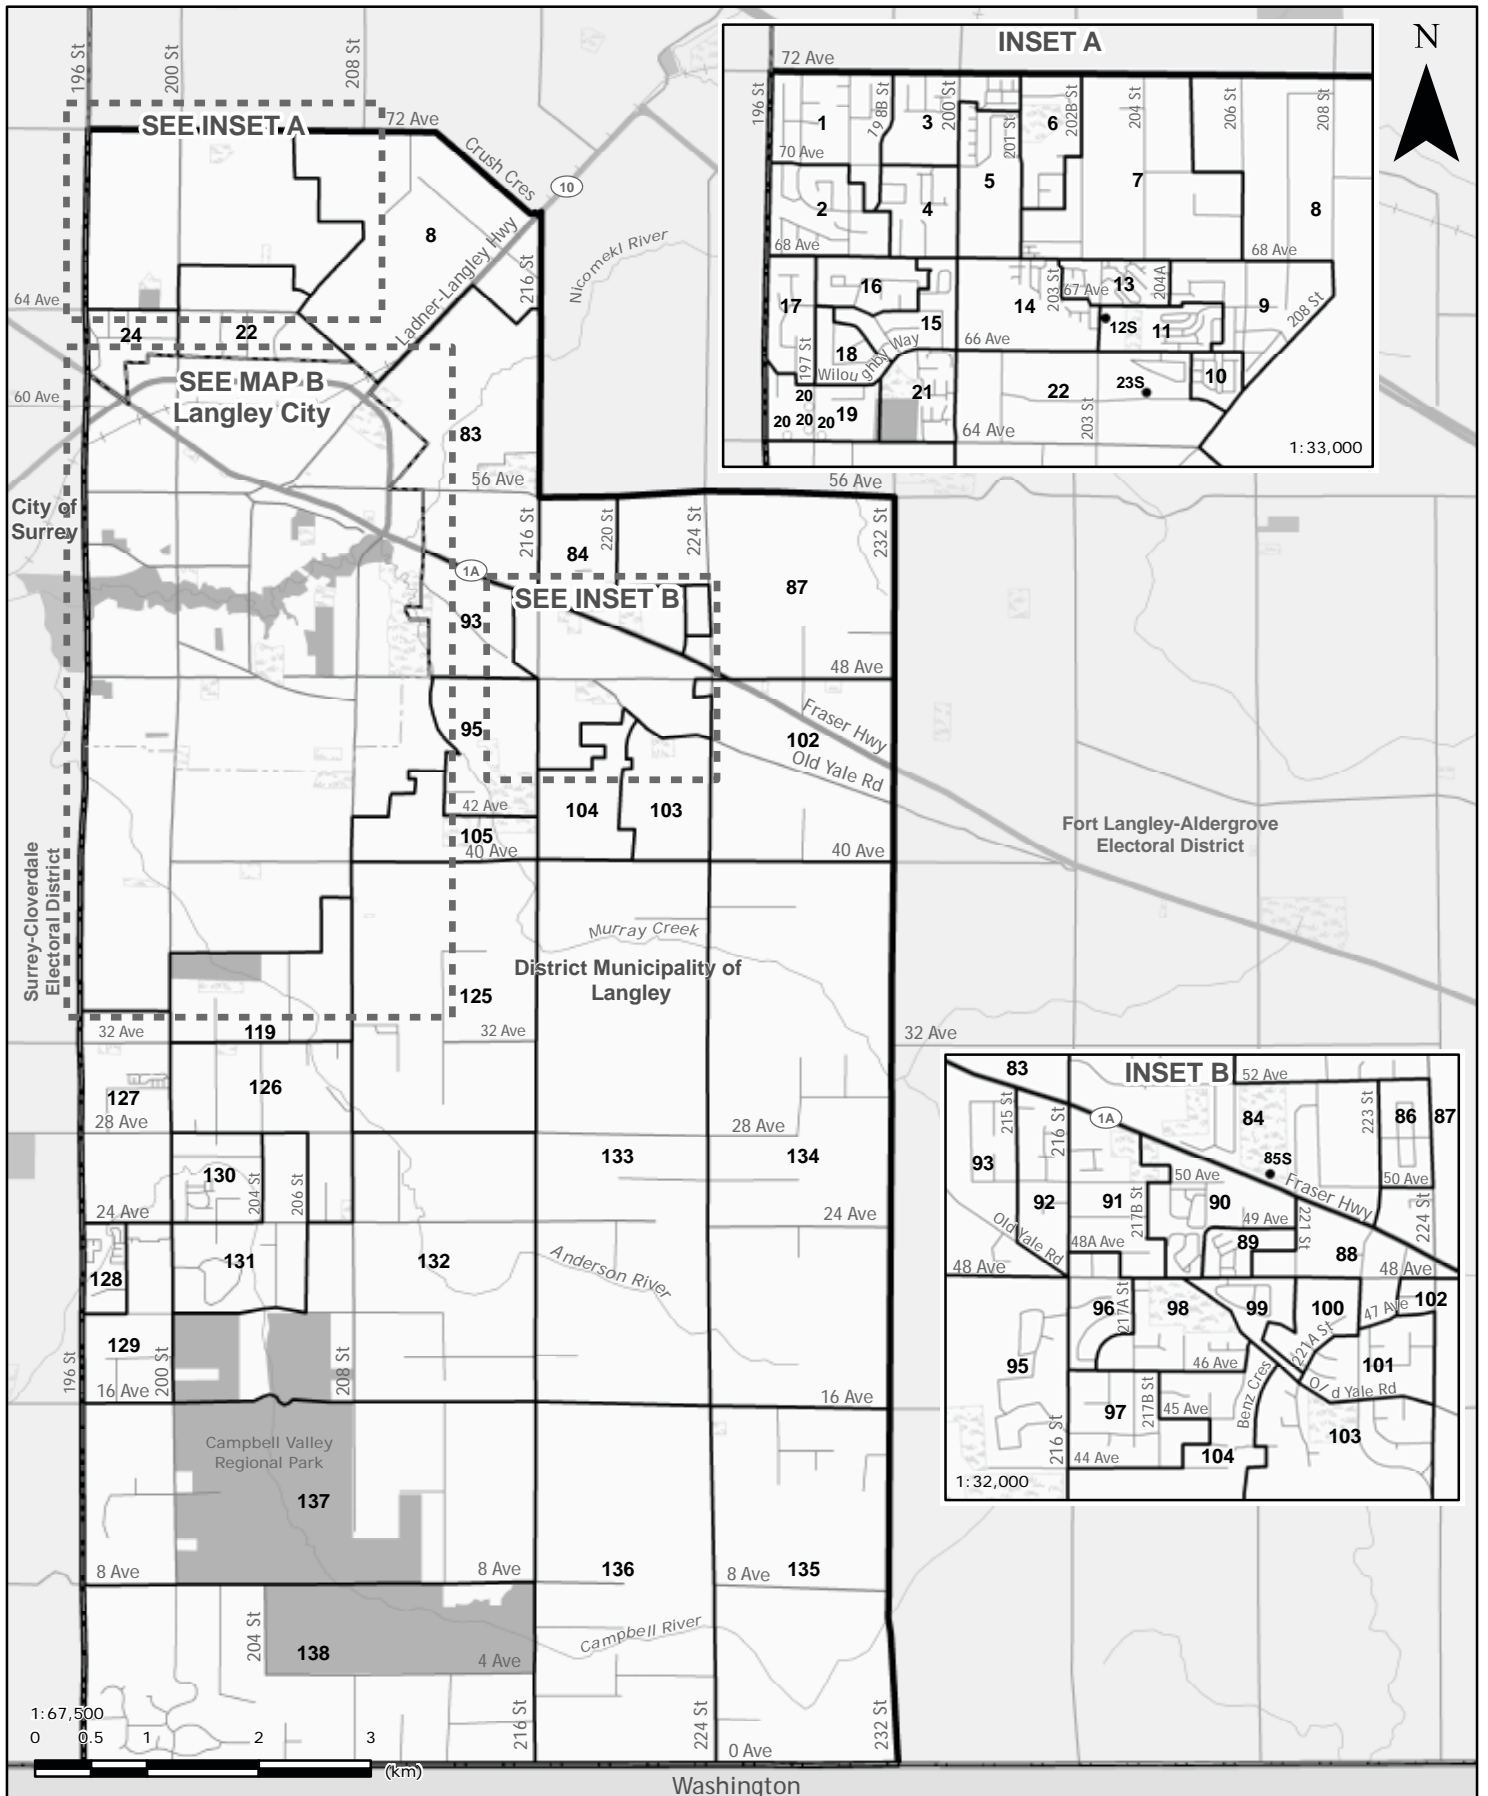 196 St
200 St
208 St
SEE INSET A
72 Ave
Crush Cres
10
8
Ladner-Langley Hwy
216 St
Nicomekl River
64 Ave
24
22
SEE MAP B
Langley City
60 Ave
83
56 Ave
56 Ave
City of
Surrey
216 St
220 St
224 St
232 St
84
87
1A
SEE INSET B
93
48 Ave
95
Fraser Hwy
102
Old Yale Rd
42 Ave
104
103
105
40 Ave
40 Ave
Fort Langley-Aldergrove
Electoral District
Surrey-Cloverdale
Electoral District
Murray Creek
District Municipality of
Langley
125
32 Ave
119
32 Ave
32 Ave
127
126
28 Ave
28 Ave
133
134
130
204 St
206 St
24 Ave
24 Ave
128
131
132
Anderson River
129
196 St
200 St
208 St
16 Ave
16 Ave
Campbell Valley
Regional Park
137
8 Ave
8 Ave
136
8 Ave
135
204 St
138
4 Ave
Campbell River
216 St
224 St
232 St
0 Ave
1:67,500
0 0.5 1 2 3
(km)
Washington
N
INSET A
72 Ave
196 St
1
19 8B St
3
200 St
201 St
6
202B St
204 St
206 St
208 St
70 Ave
5
7
2
4
8
68 Ave
68 Ave
16
203 St
67 Ave
13
204A
17
14
9
208 St
15
12S
11
197 St
18
66 Ave
Wilou ghby Way
20
21
22
23S
10
20 20 20 19
203 St
64 Ave
1:33,000
INSET B
83
52 Ave
215 St
216 St
1A
84
223 St
86
87
93
85S
50 Ave
50 Ave
Fraser Hwy
92
91
217B St
90
224 St
Old Yale Rd
49 Ave
221 St
48A Ave
89
88
48 Ave
48 Ave
96
217A St
98
99
100
47 Ave
102
221A St
95
46 Ave
101
Benz Cres
O/ d Yale Rd
97
217B St
45 Ave
216 St
103
44 Ave
104
1:32,000